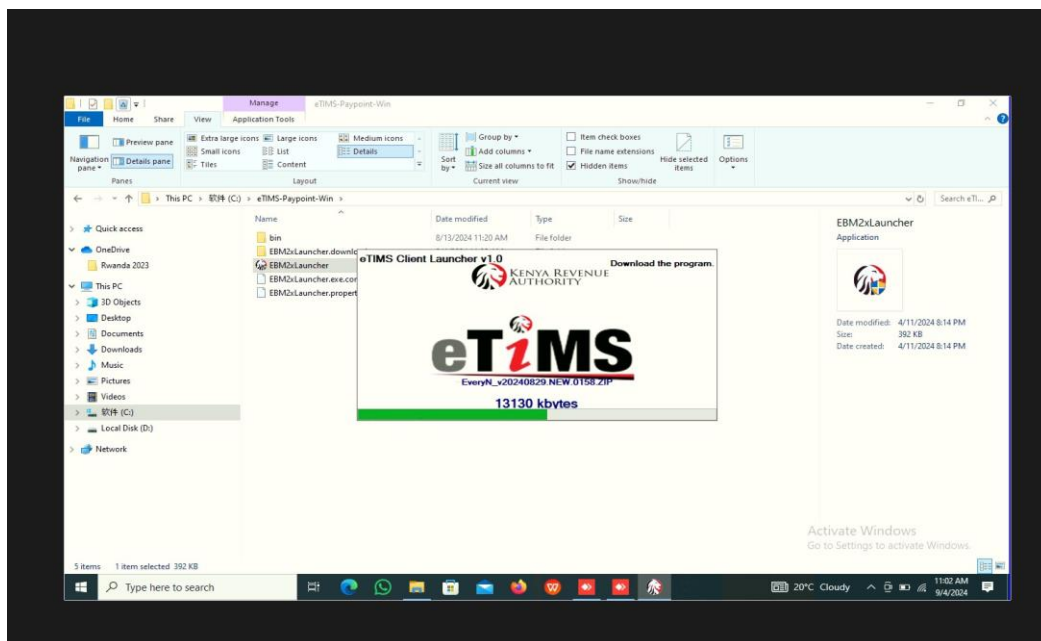 Manage eTIMS-Paypoint-Win
File Home Share View Application Tools
Navigation pane
Preview pane
Details pane
Panes
Extra large icons Large icons Medium icons
Small icons List Details
Tiles Content
Layout
Sort by
Group by
Add columns
Size all columns to fit
Current view
Item check boxes
File name extensions
Hidden items
Hide selected items
Show/hide
Options
This PC > 软件 (C:) > eTIMS-Paypoint-Win >
Search eTI...
Quick access
OneDrive
Rwanda 2023
This PC
3D Objects
Desktop
Documents
Downloads
Music
Pictures
Videos
软件 (C:)
Local Disk (D:)
Network
Name Date modified Type Size
bin 8/13/2024 11:20 AM File folder
EBM2xLauncher.downlo
EBM2xLauncher
EBM2xLauncher.exe.con
EBM2xLauncher.propert
eTIMS Client Launcher v1.0
Download the program.
KENYA REVENUE
AUTHORITY
eTiMS
EveryN_v20240829.NEW.0158.ZIP
13130 kbytes
EBM2xLauncher
Application
Date modified: 4/11/2024 8:14 PM
Size: 392 KB
Date created: 4/11/2024 8:14 PM
Activate Windows
Go to Settings to activate Windows.
5 items 1 item selected 392 KB
Type here to search
20°C Cloudy
11:02 AM
9/4/2024